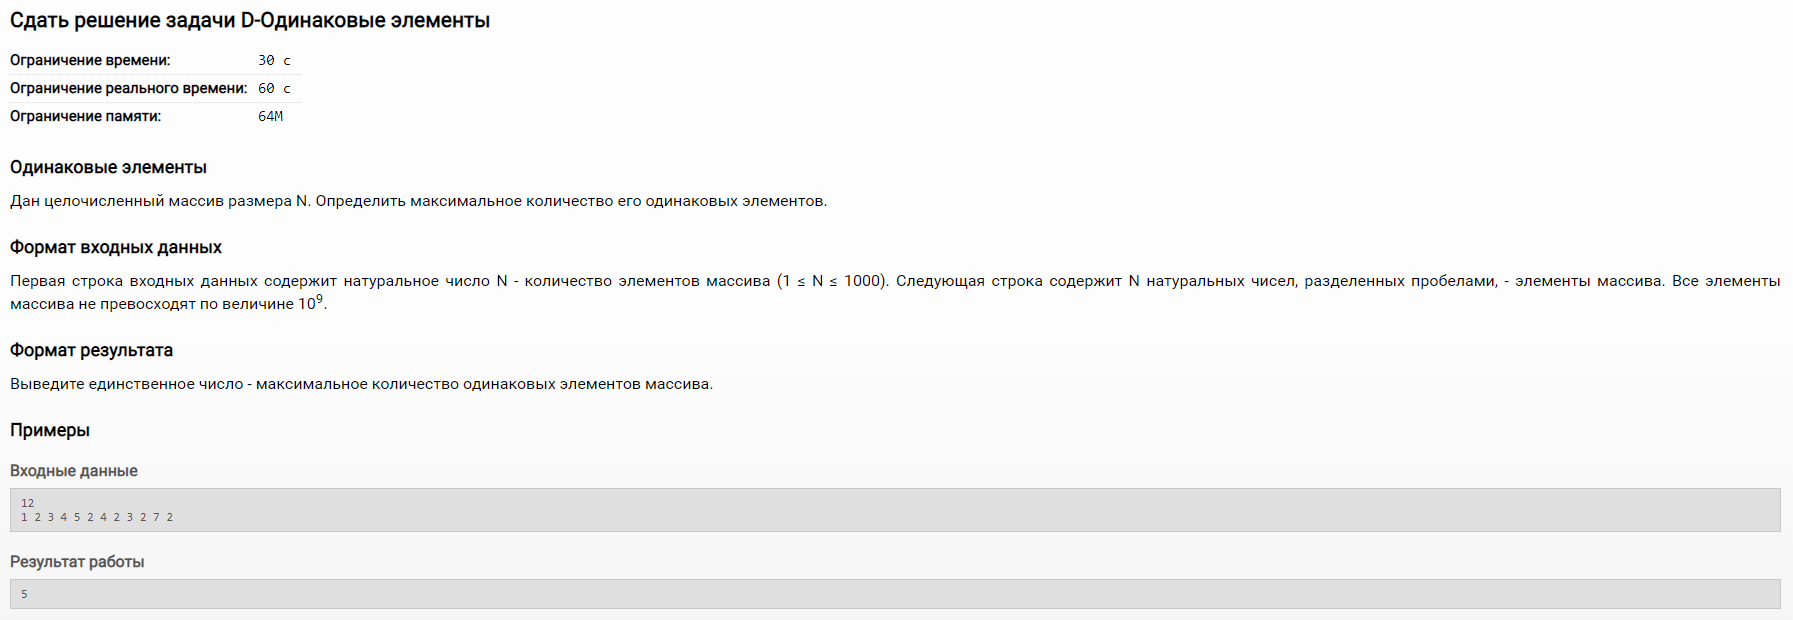 Сдать решение задачи D-Одинаковые элементы
Ограничение времени: 30 с
Ограничение реального времени: 60 с
Ограничение памяти: 64M
Одинаковые элементы
Дан целочисленный массив размера N. Определить максимальное количество его одинаковых элементов.
Формат входных данных
Первая строка входных данных содержит натуральное число N - количество элементов массива (1 ≤ N ≤ 1000). Следующая строка содержит N натуральных чисел, разделенных пробелами, - элементы массива. Все элементы
массива не превосходят по величине 10⁹.
Формат результата
Выведите единственное число - максимальное количество одинаковых элементов массива.
Примеры
Входные данные
12
1 2 3 4 5 2 4 2 3 2 7 2
Результат работы
5